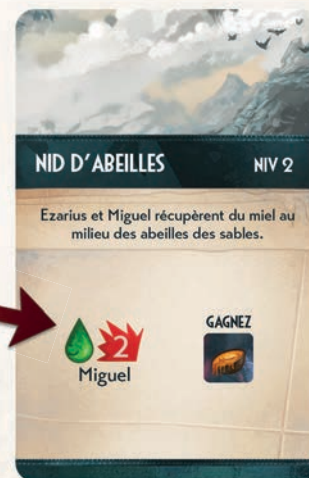 NID D'ABEILLES NIV 2
Ezarius et Miguel récupèrent du miel au
milieu des abeilles des sables.
2
Miguel
GAGNEZ